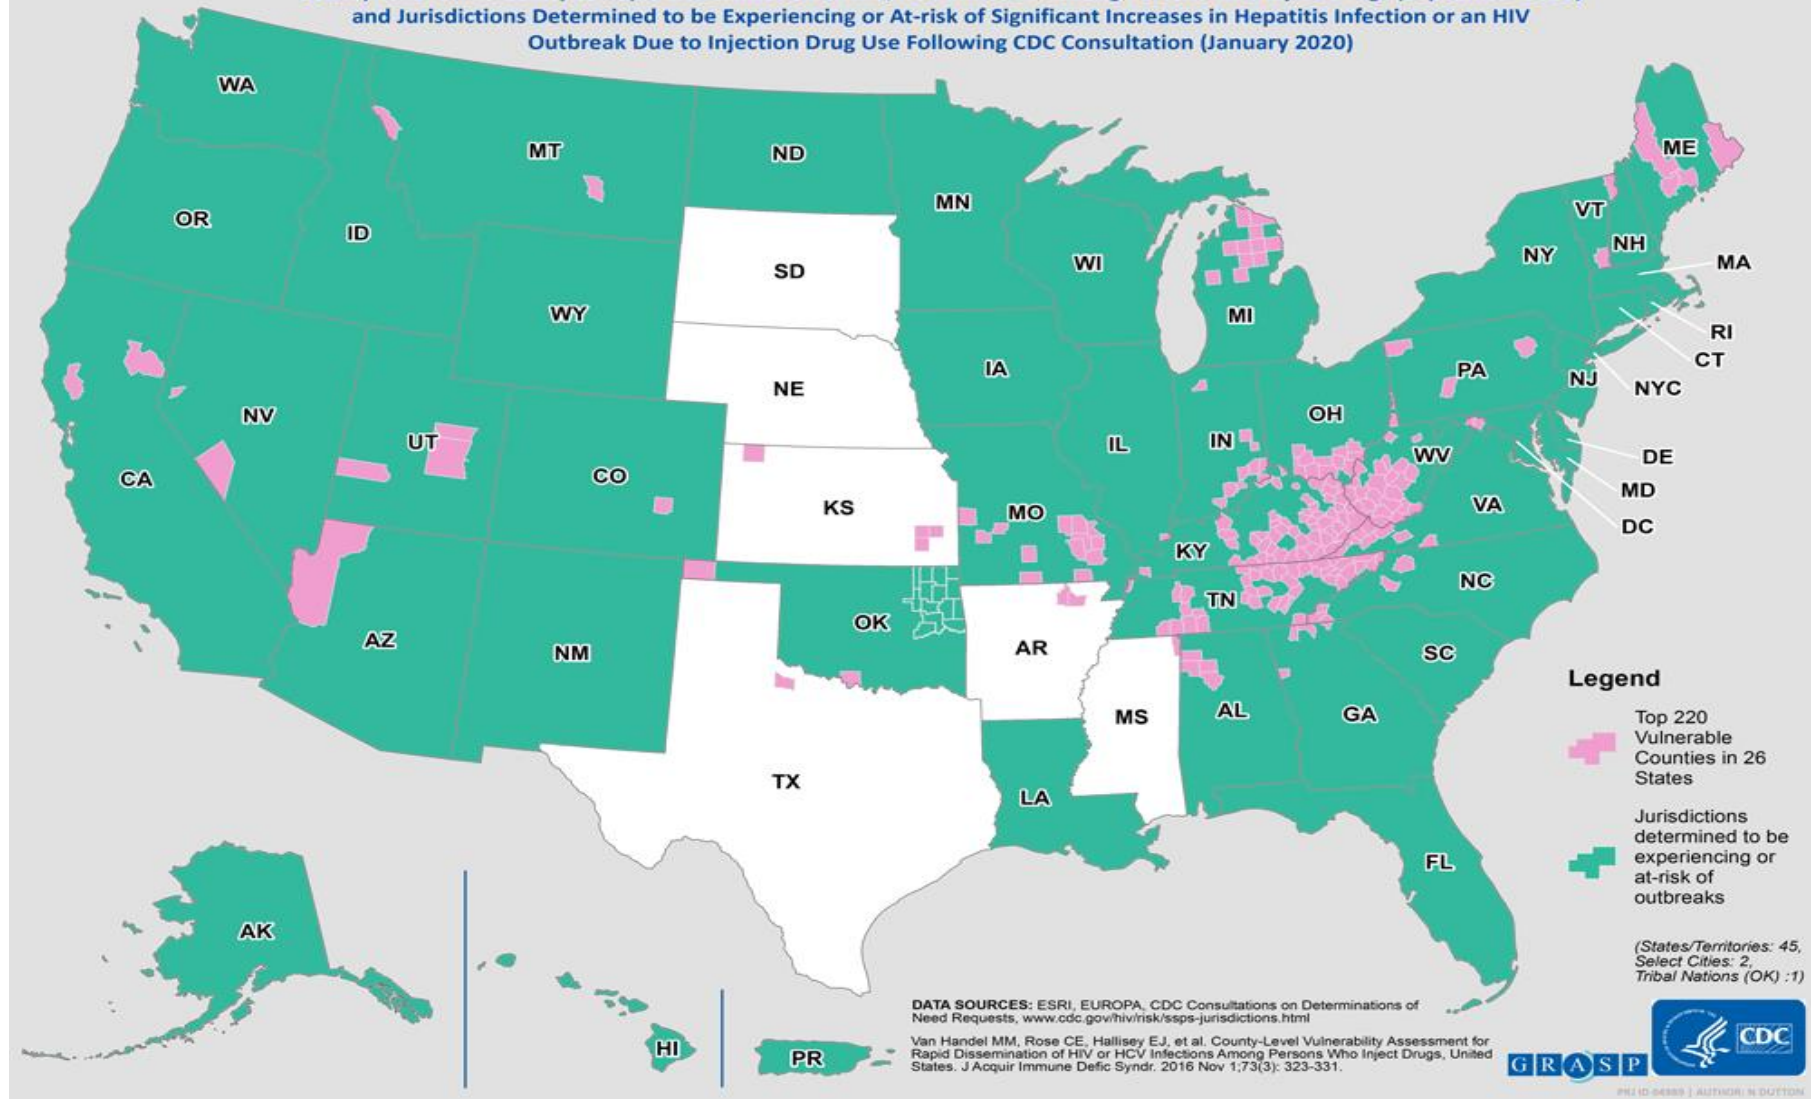 and Jurisdictions Determined to be Experiencing or At-risk of Significant Increases in Hepatitis Infection or an HIV
Outbreak Due to Injection Drug Use Following CDC Consultation (January 2020)
WA
MT
ND
MN
OR
ID
SD
WI
WY
MI
NY
VT
NH
ME
MA
RI
CT
NYC
NJ
PA
IA
NE
NV
UT
CO
CA
KS
MO
IL
IN
OH
WV
VA
DE
MD
DC
KY
NC
TN
OK
AR
AZ
NM
SC
MS
AL
GA
TX
LA
FL
AK
HI
PR
Legend
Top 220
Vulnerable
Counties in 26
States
Jurisdictions
determined to be
experiencing or
at-risk of
outbreaks
(States/Territories: 45,
Select Cities: 2,
Tribal Nations (OK) :1)
DATA SOURCES: ESRI, EUROPA, CDC Consultations on Determinations of
Need Requests, www.cdc.gov/hiv/risk/ssps-jurisdictions.html
Van Handel MM, Rose CE, Hallisey EJ, et al. County-Level Vulnerability Assessment for
Rapid Dissemination of HIV or HCV Infections Among Persons Who Inject Drugs, United
States. J Acquir Immune Defic Syndr. 2016 Nov 1;73(3): 323-331.
GRASP
CDC
AUTHOR: N DUTTON